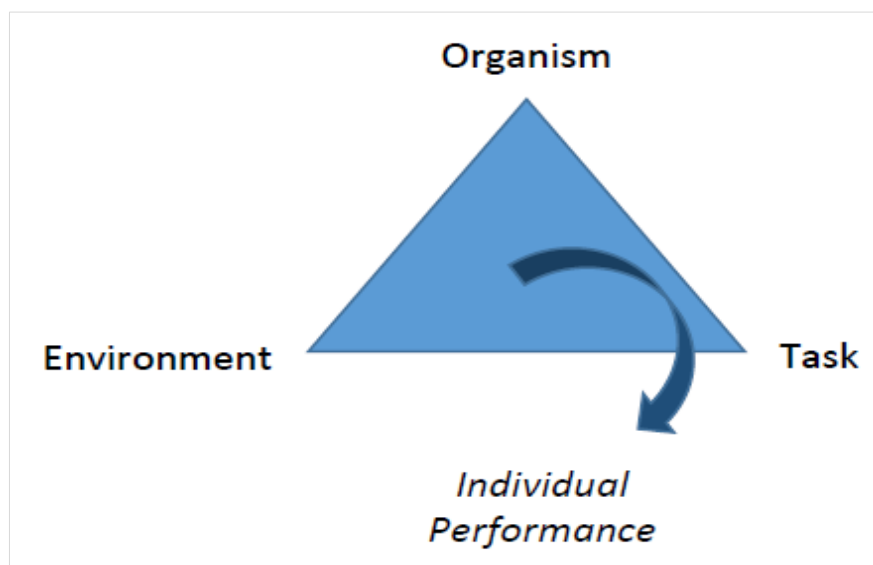 Organism
Environment
Task
Individual
Performance